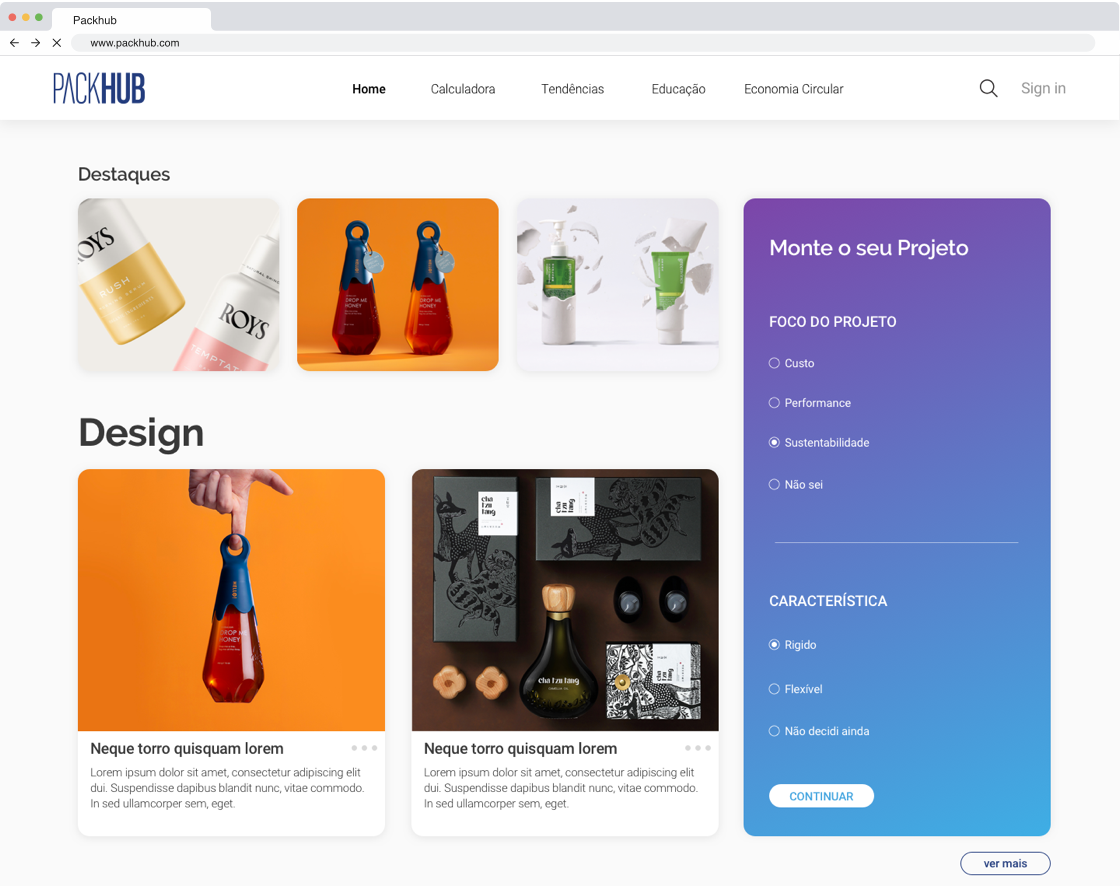 Packhub
www.packhub.com
PACKHUB
Home
Calculadora
Tendências
Educação
Economia Circular
Sign in
Destaques
ROYS
RUSH
ROYS
DROP ME
HONEY
DROP ME
HONEY
Monte o seu Projeto
FOCO DO PROJETO
Custo
Performance
Sustentabilidade
Não sei
CARACTERÍSTICA
Rigido
Flexível
Não decidi ainda
CONTINUAR
Design
DROP ME
HONEY
cha
tzu
tang
cha
tzu
tang
cha tzu tang
Neque torro quisquam lorem
Lorem ipsum dolor sit amet, consectetur adipiscing elit
dui. Suspendisse dapibus blandit nunc, vitae commodo.
In sed ullamcorper sem, eget.
Neque torro quisquam lorem
Lorem ipsum dolor sit amet, consectetur adipiscing elit
dui. Suspendisse dapibus blandit nunc, vitae commodo.
In sed ullamcorper sem, eget.
ver mais